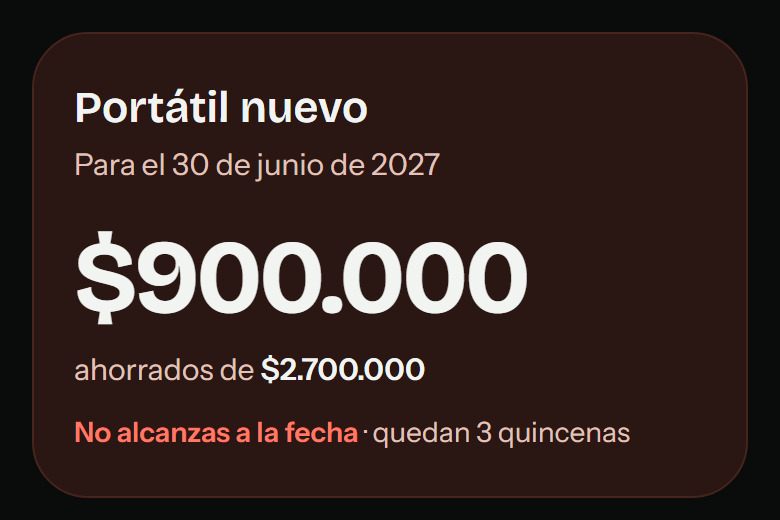 Portátil nuevo
Para el 30 de junio de 2027
$900.000
ahorrados de $2.700.000
No alcanzas a la fecha · quedan 3 quincenas